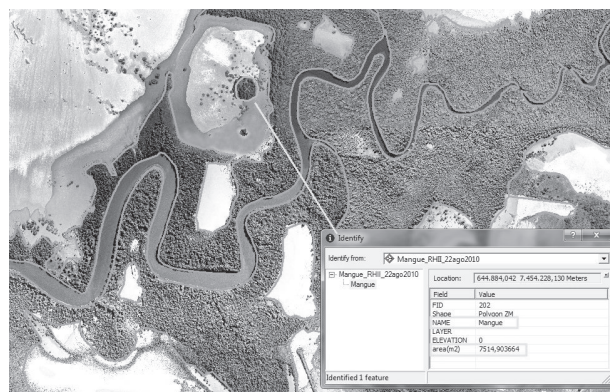 Identify
Identify from: Mangue_RHII_22ago2010
Mangue_RHII_22ago2010
Mangue
Location: 644.884,042 7.454.228,130 Meters
Field Value
FID 202
Shape Polygon ZM
NAME Mangue
LAYER
ELEVATION 0
area(m2) 7514,903664
Identified 1 feature